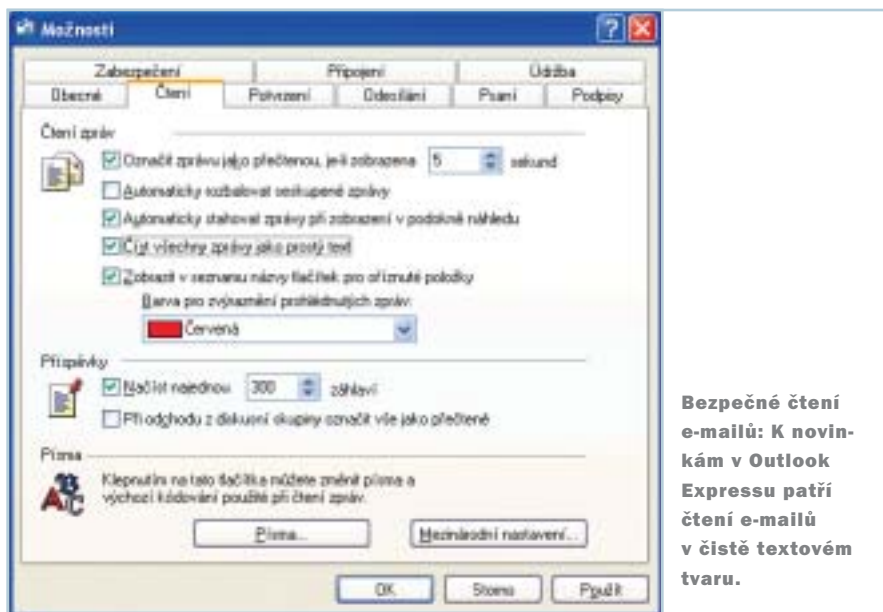 Možnosti
Zabezpečení Připojení Údržba
Obecné Čtení Potvrzení Odesílání Psaní Podpisy
Čtení zpráv
Označit zprávu jako přečtenou, je-li zobrazena 5 sekund
Automaticky rozbalovat seskupené zprávy
Automaticky stahovat zprávy při zobrazení v podokně náhledu
Číst všechny zprávy jako prostý text
Zobrazit v seznamu názvy tlačítek pro oříznuté položky
Barva pro zvýraznění prohlédnutých zpráv:
Červená
Příspěvky
Načíst najednou 300 záhlaví
Při odchodu z diskusní skupiny označit vše jako přečtené
Písma
Klepnutím na tato tlačítka můžete změnit písma a
výchozí kódování použité při čtení zpráv.
Písma... Mezinárodní nastavení...
OK Storno Použít
Bezpečné čtení
e-mailů: K novin-
kám v Outlook
Expressu patří
čtení e-mailů
v čistě textovém
tvaru.